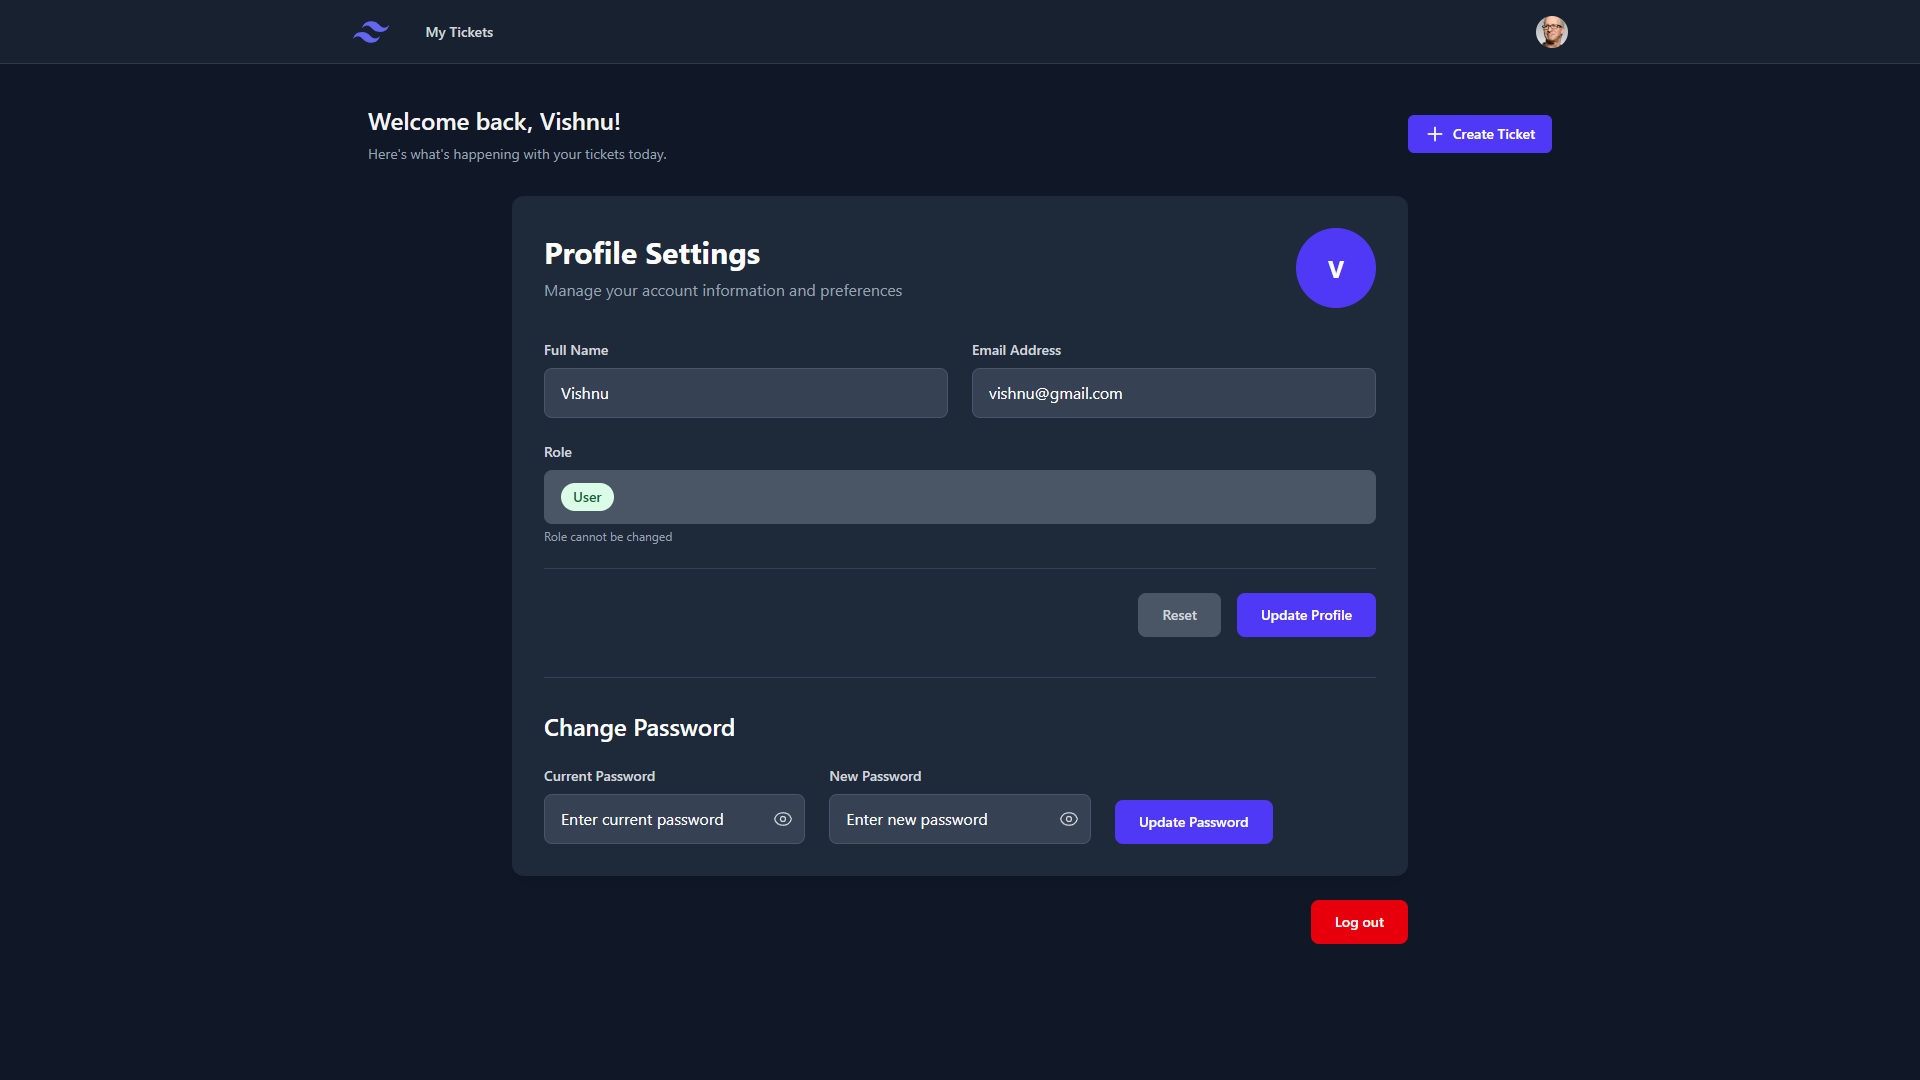 My Tickets
Welcome back, Vishnu!
Here's what's happening with your tickets today.
Create Ticket
Profile Settings
Manage your account information and preferences
V
Full Name
Email Address
Vishnu
vishnu@gmail.com
Role
User
Role cannot be changed
Reset
Update Profile
Change Password
Current Password
New Password
Enter current password
Enter new password
Update Password
Log out